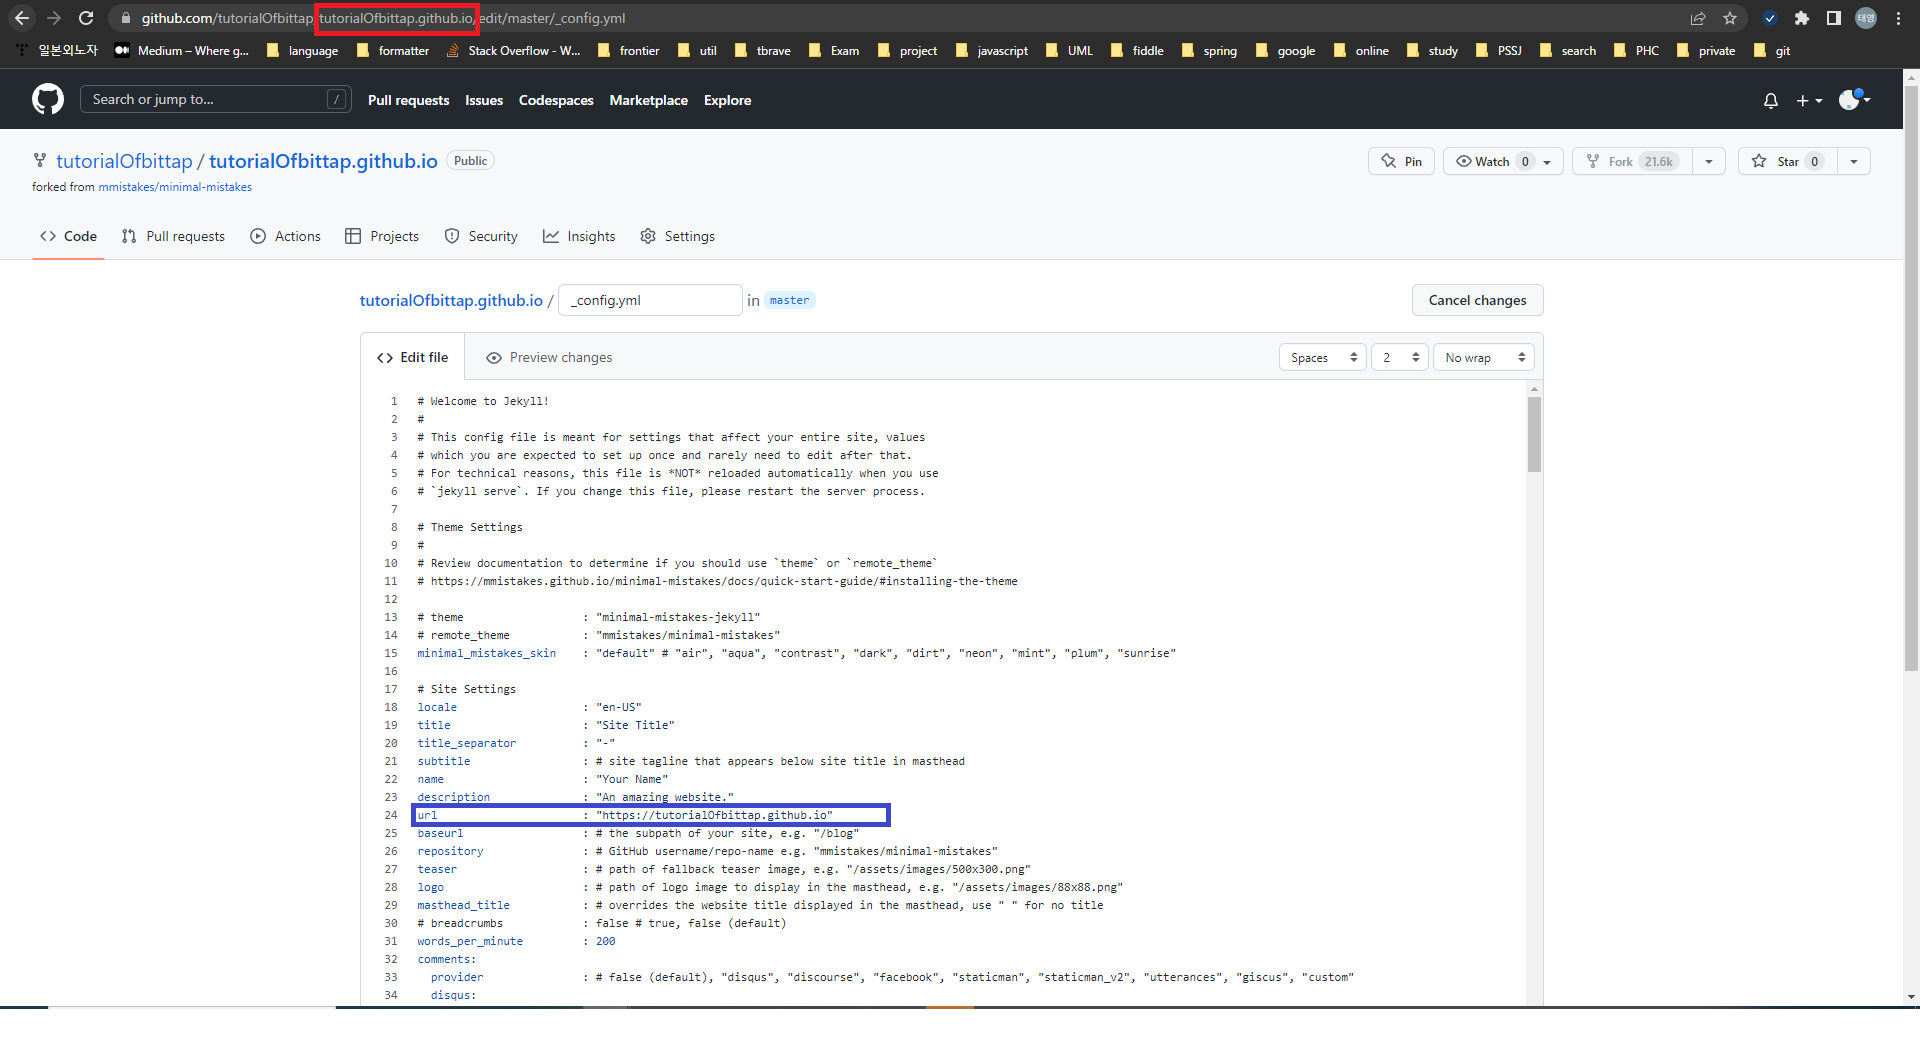 github.com/tutorialOfbittap/tutorialOfbittap.github.io/edit/master/_config.yml
태영
일본외노자 Medium – Where g... language formatter Stack Overflow - W... frontier util tbrave Exam project javascript UML fiddle spring google online study PSSJ search PHC private git
Search or jump to... / Pull requests Issues Codespaces Marketplace Explore
tutorialOfbittap / tutorialOfbittap.github.io Public Pin Watch 0 Fork 21.6k Star 0
forked from mmistakes/minimal-mistakes
Code Pull requests Actions Projects Security Insights Settings
tutorialOfbittap.github.io / _config.yml in master Cancel changes
Edit file Preview changes Spaces 2 No wrap
1 # Welcome to Jekyll!
2 #
3 # This config file is meant for settings that affect your entire site, values
4 # which you are expected to set up once and rarely need to edit after that.
5 # For technical reasons, this file is *NOT* reloaded automatically when you use
6 # `jekyll serve`. If you change this file, please restart the server process.
7
8 # Theme Settings
9 #
10 # Review documentation to determine if you should use `theme` or `remote_theme`
11 # https://mmistakes.github.io/minimal-mistakes/docs/quick-start-guide/#installing-the-theme
12
13 # theme : "minimal-mistakes-jekyll"
14 # remote_theme : "mmistakes/minimal-mistakes"
15 minimal_mistakes_skin : "default" # "air", "aqua", "contrast", "dark", "dirt", "neon", "mint", "plum", "sunrise"
16
17 # Site Settings
18 locale : "en-US"
19 title : "Site Title"
20 title_separator : "-"
21 subtitle : # site tagline that appears below site title in masthead
22 name : "Your Name"
23 description : "An amazing website."
24 url : "https://tutorialOfbittap.github.io"
25 baseurl : # the subpath of your site, e.g. "/blog"
26 repository : # GitHub username/repo-name e.g. "mmistakes/minimal-mistakes"
27 teaser : # path of fallback teaser image, e.g. "/assets/images/500x300.png"
28 logo : # path of logo image to display in the masthead, e.g. "/assets/images/88x88.png"
29 masthead_title : # overrides the website title displayed in the masthead, use " " for no title
30 # breadcrumbs : false # true, false (default)
31 words_per_minute : 200
32 comments:
33 provider : # false (default), "disqus", "discourse", "facebook", "staticman", "staticman_v2", "utterances", "giscus", "custom"
34 disqus: